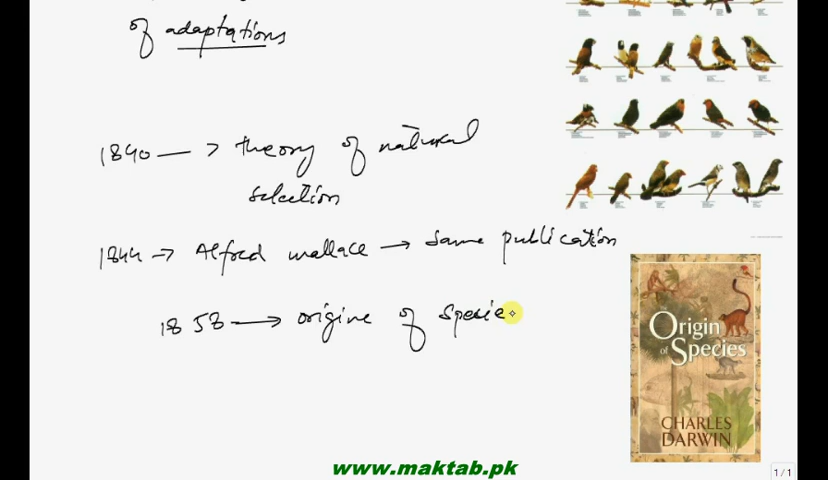 of adaptations
1840 —> theory of natural
selection
1844 —> Alfred wallace —> Same publication
1858 —> origine of Specie
Origin
of Species
CHARLES
DARWIN
www.maktab.pk
1/1